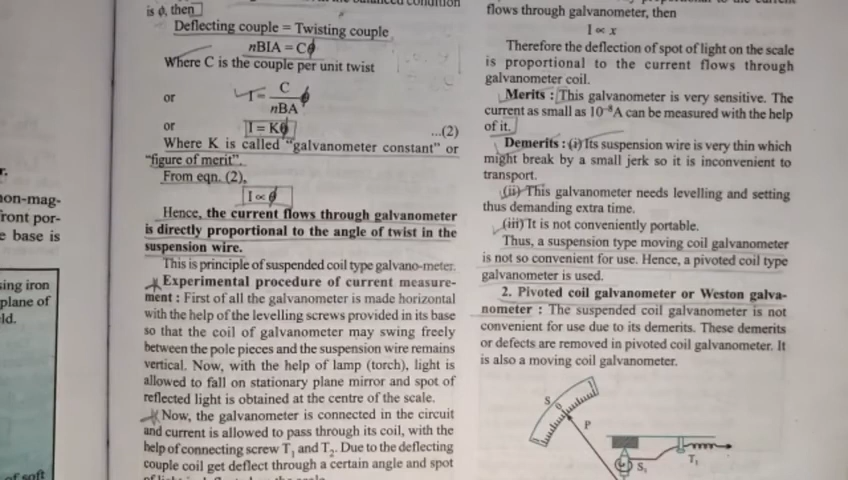 r.
non-mag-
front por-
e base is
sing iron
plane of
ld.
of soft
is ϕ, then
Deflecting couple = Twisting couple
nBIA = Cϕ
Where C is the couple per unit twist
or I = C/nBA ϕ
or I = Kϕ ...(2)
Where K is called "galvanometer constant" or
"figure of merit".
From eqn. (2),
I ∝ ϕ
Hence, the current flows through galvanometer
is directly proportional to the angle of twist in the
suspension wire.
This is principle of suspended coil type galvano-meter.
Experimental procedure of current measure-
ment : First of all the galvanometer is made horizontal
with the help of the levelling screws provided in its base
so that the coil of galvanometer may swing freely
between the pole pieces and the suspension wire remains
vertical. Now, with the help of lamp (torch), light is
allowed to fall on stationary plane mirror and spot of
reflected light is obtained at the centre of the scale.
Now, the galvanometer is connected in the circuit
and current is allowed to pass through its coil, with the
help of connecting screw T₁ and T₂. Due to the deflecting
couple coil get deflect through a certain angle and spot
flows through galvanometer, then
I ∝ x
Therefore the deflection of spot of light on the scale
is proportional to the current flows through
galvanometer coil.
Merits : This galvanometer is very sensitive. The
current as small as 10⁻⁸A can be measured with the help
of it.
Demerits : (i) Its suspension wire is very thin which
might break by a small jerk so it is inconvenient to
transport.
(ii) This galvanometer needs levelling and setting
thus demanding extra time.
(iii) It is not conveniently portable.
Thus, a suspension type moving coil galvanometer
is not so convenient for use. Hence, a pivoted coil type
galvanometer is used.
2. Pivoted coil galvanometer or Weston galva-
nometer : The suspended coil galvanometer is not
convenient for use due to its demerits. These demerits
or defects are removed in pivoted coil galvanometer. It
is also a moving coil galvanometer.
S
0
P
S₁
T₁